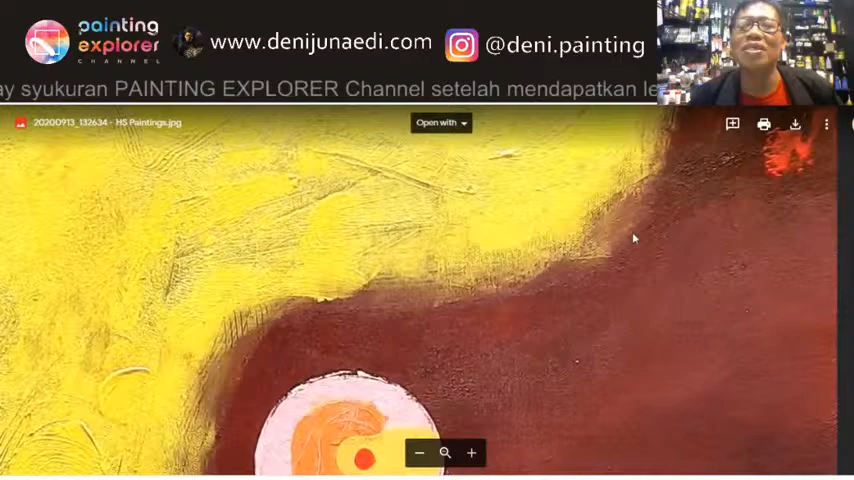 painting
explorer
CHANNEL
www.denijunaedi.com
@deni.painting
ay syukuran PAINTING EXPLORER Channel setelah mendapatkan le
20200913_132634 - HS Paintings.jpg
Open with